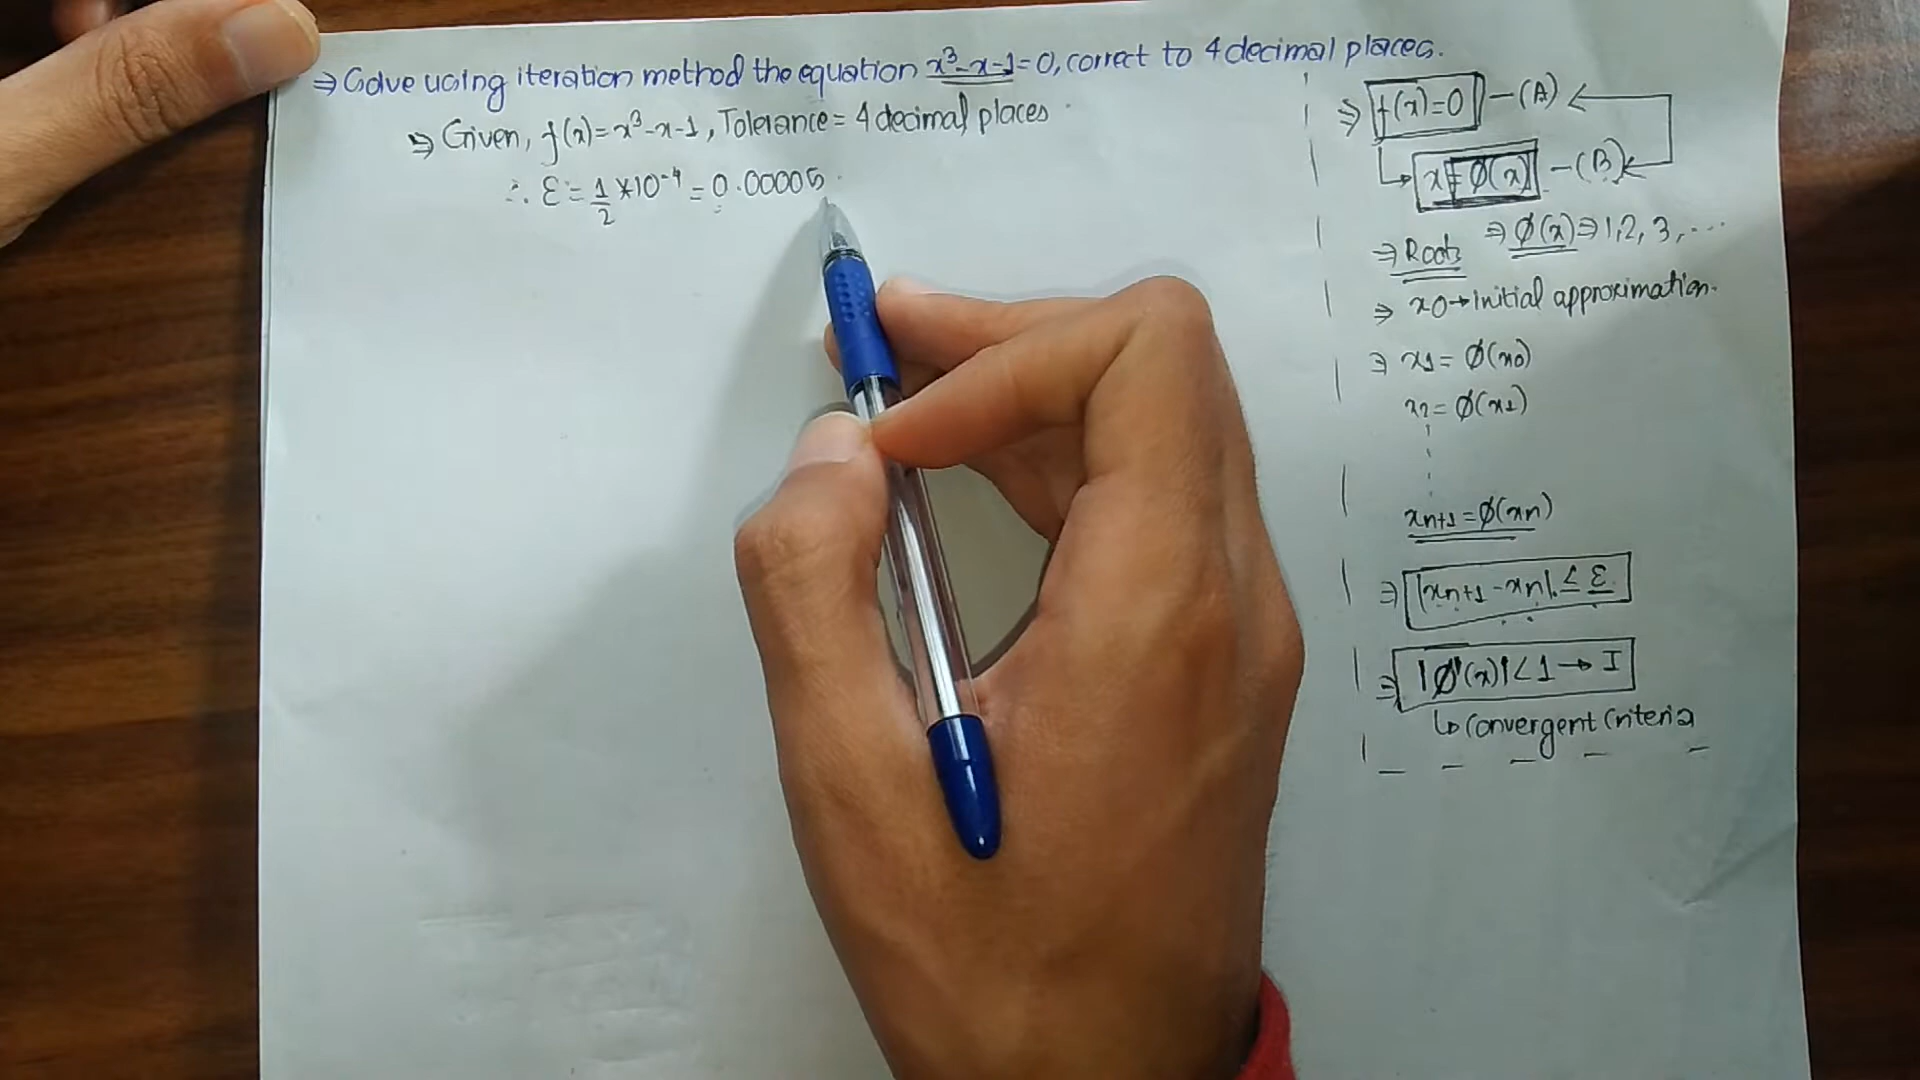 ⇒ Solve using iteration method the equation x³-x-1=0, correct to 4 decimal places.
⇒ Given, f(x)=x³-x-1, Tolerance = 4 decimal places
∴ ε = 1/2 *10⁻⁴ = 0.00005
⇒ f(x)=0 —(A)
x=ø(x) —(B)
⇒ Roots ⇒ ø(x) ⇒ 1,2,3,...
⇒ x0→initial approximation.
⇒ x1 = ø(x0)
x2 = ø(x1)
xn+1 = ø(xn)
⇒ |xn+1 - xn| ≤ ε
⇒ |ø'(x)|<1 → I
↳ convergent criteria